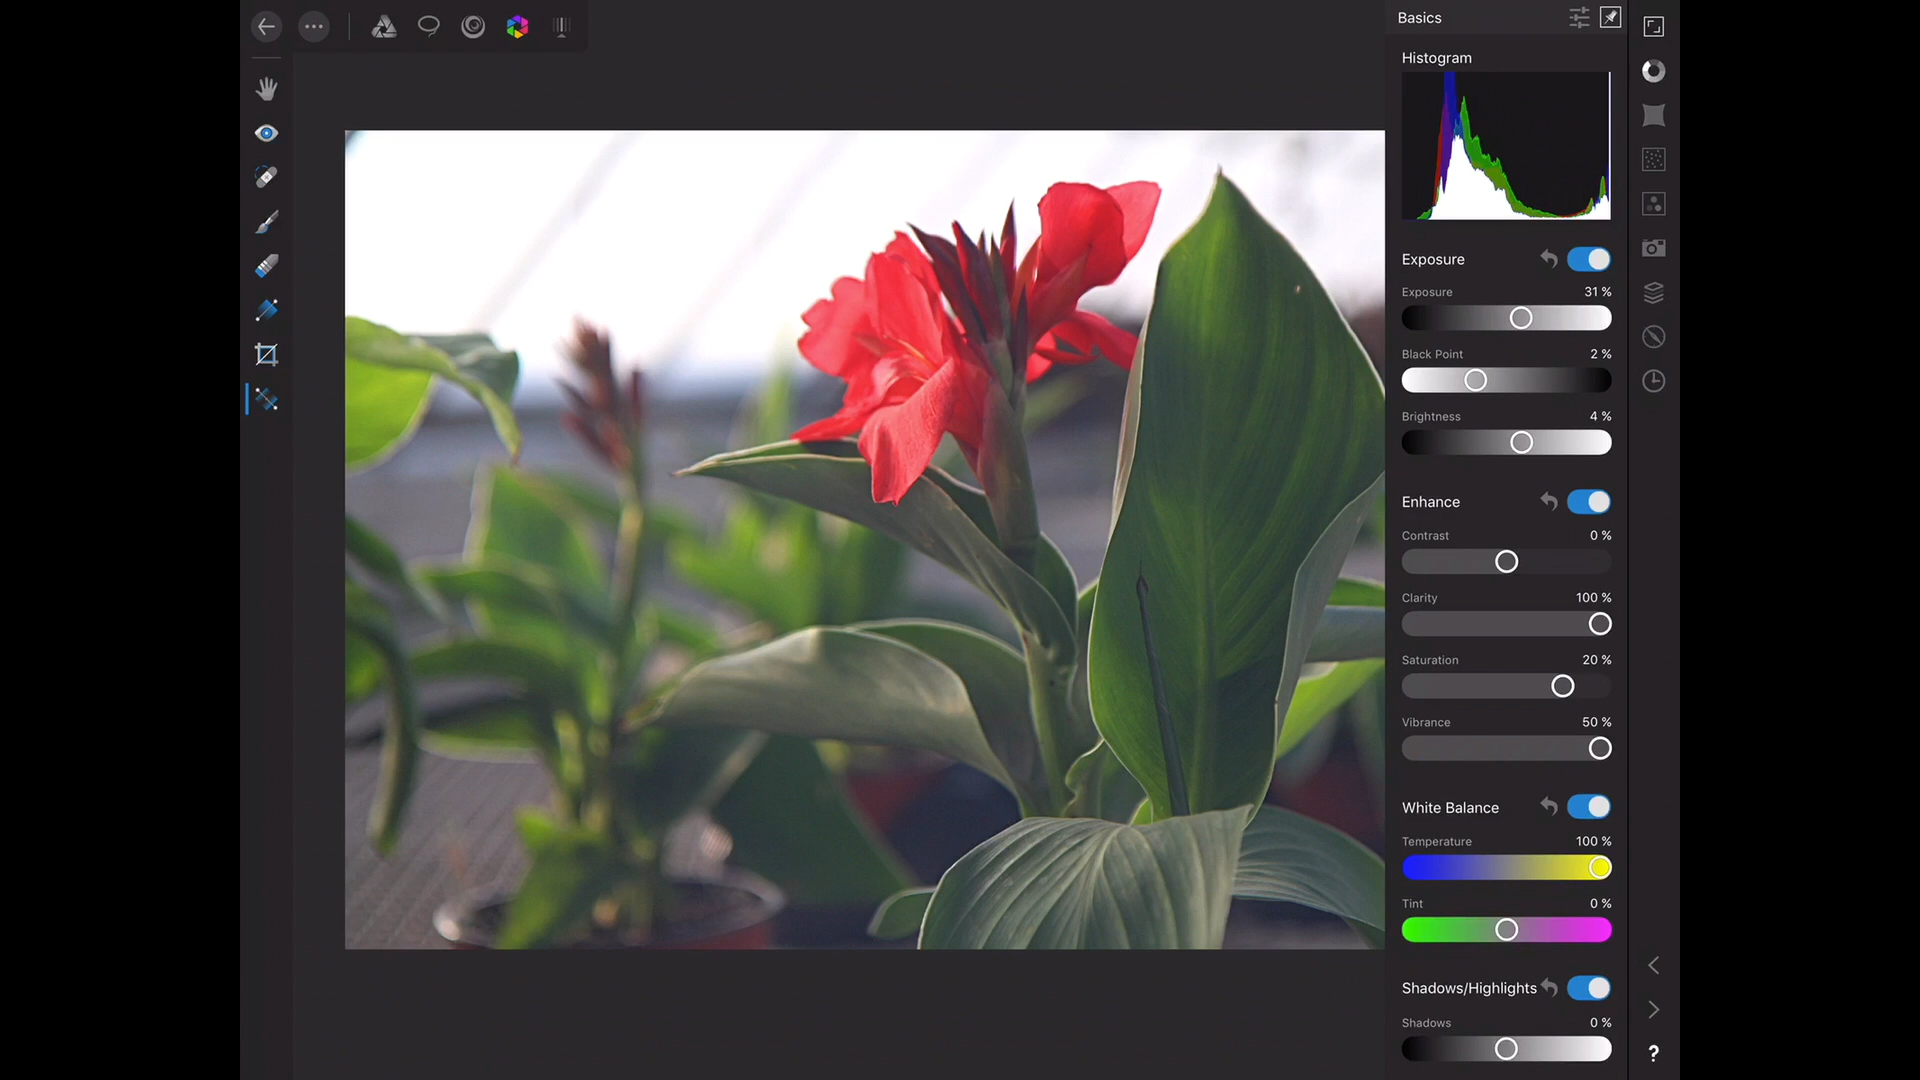 Basics
Histogram
Exposure
Exposure 31 %
Black Point 2 %
Brightness 4 %
Enhance
Contrast 0 %
Clarity 100 %
Saturation 20 %
Vibrance 50 %
White Balance
Temperature 100 %
Tint 0 %
Shadows/Highlights
Shadows 0 %
?